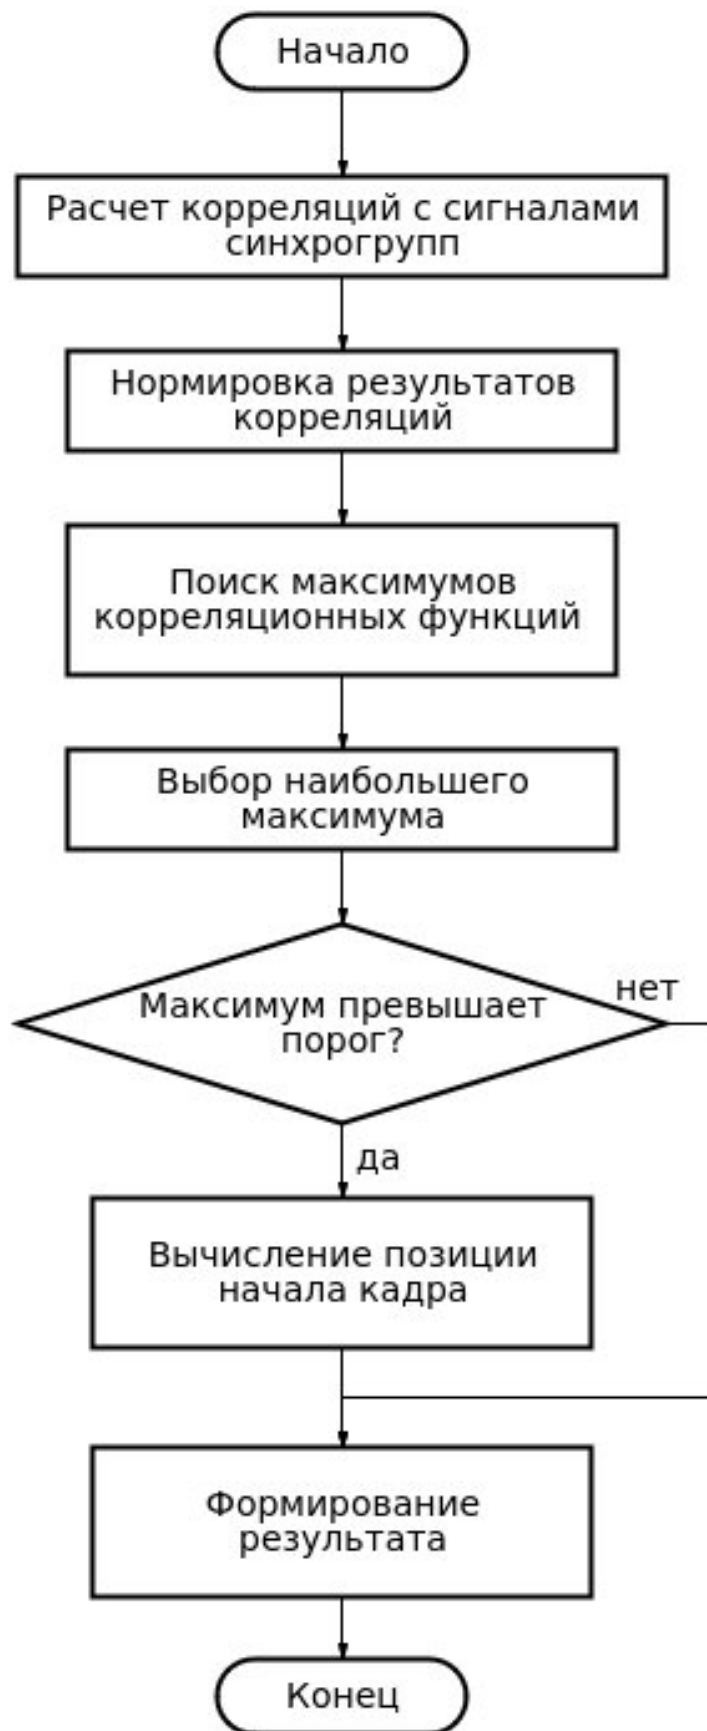 Начало
Расчет корреляций с сигналами
синхрогрупп
Нормировка результатов
корреляций
Поиск максимумов
корреляционных функций
Выбор наибольшего
максимума
Максимум превышает
порог?
нет
да
Вычисление позиции
начала кадра
Формирование
результата
Конец